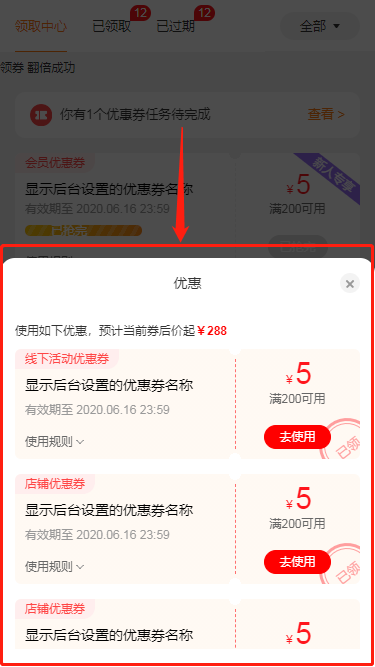 领取中心 已领取 12 已过期 12 全部
领券 翻倍成功
你有1个优惠券任务待完成 查看 >
会员优惠券
新人专享
显示后台设置的优惠券名称
¥5
有效期至 2020.06.16 23:59
满200可用
已抢完
优惠
使用如下优惠，预计当前券后价起￥288
线下活动优惠券
显示后台设置的优惠券名称
¥5
有效期至 2020.06.16 23:59
满200可用
使用规则
去使用
已领
店铺优惠券
显示后台设置的优惠券名称
¥5
有效期至 2020.06.16 23:59
满200可用
使用规则
去使用
已领
店铺优惠券
显示后台设置的优惠券名称
¥5